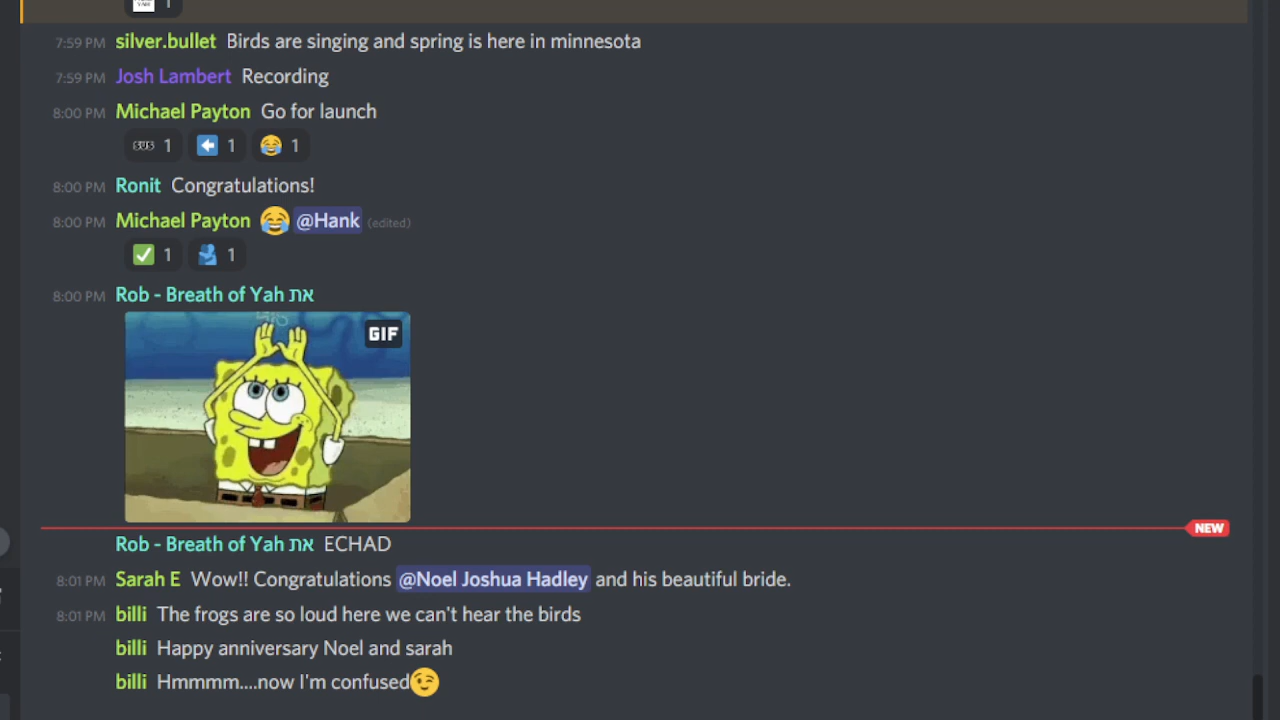 1
7:59 PM silver.bullet Birds are singing and spring is here in minnesota
7:59 PM Josh Lambert Recording
8:00 PM Michael Payton Go for launch
SUB 1 1 1
8:00 PM Ronit Congratulations!
8:00 PM Michael Payton @Hank (edited)
1 1
8:00 PM Rob - Breath of Yah את
GIF
NEW
Rob - Breath of Yah את ECHAD
8:01 PM Sarah E Wow!! Congratulations @Noel Joshua Hadley and his beautiful bride.
8:01 PM billi The frogs are so loud here we can't hear the birds
billi Happy anniversary Noel and sarah
billi Hmmmm....now I'm confused